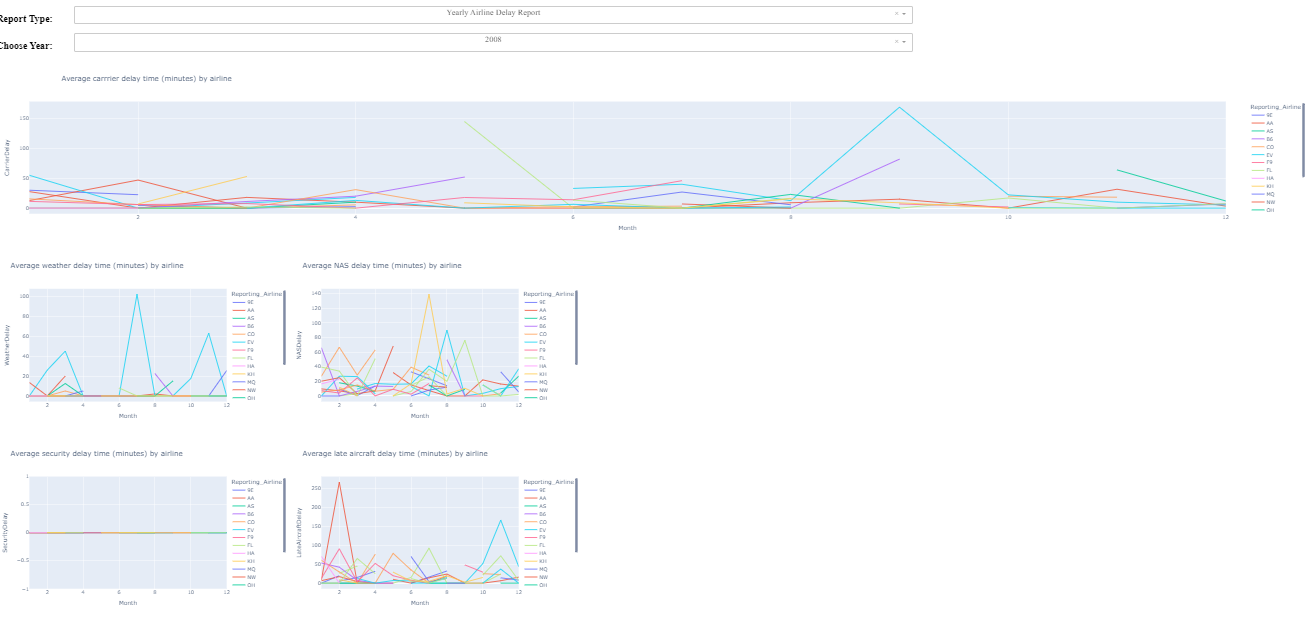 Report Type:
Yearly Airline Delay Report
Choose Year:
2008
Average carrrier delay time (minutes) by airline
CarrierDelay
150
100
50
0
2
4
6
8
10
12
Month
Reporting_Airline
9E
AA
AS
B6
CO
EV
F9
FL
HA
KH
MQ
NW
OH
Average weather delay time (minutes) by airline
WeatherDelay
100
80
60
40
20
0
2
4
6
8
10
12
Month
Reporting_Airline
9E
AA
AS
B6
CO
EV
F9
FL
HA
KH
MQ
NW
OH
Average NAS delay time (minutes) by airline
NASDelay
140
120
100
80
60
40
20
0
2
4
6
8
10
12
Month
Reporting_Airline
9E
AA
AS
B6
CO
EV
F9
FL
HA
KH
MQ
NW
OH
Average security delay time (minutes) by airline
SecurityDelay
1
0.5
0
−0.5
−1
2
4
6
8
10
12
Month
Reporting_Airline
9E
AA
AS
B6
CO
EV
F9
FL
HA
KH
MQ
NW
OH
Average late aircraft delay time (minutes) by airline
LateAircraftDelay
250
200
150
100
50
0
2
4
6
8
10
12
Month
Reporting_Airline
9E
AA
AS
B6
CO
EV
F9
FL
HA
KH
MQ
NW
OH